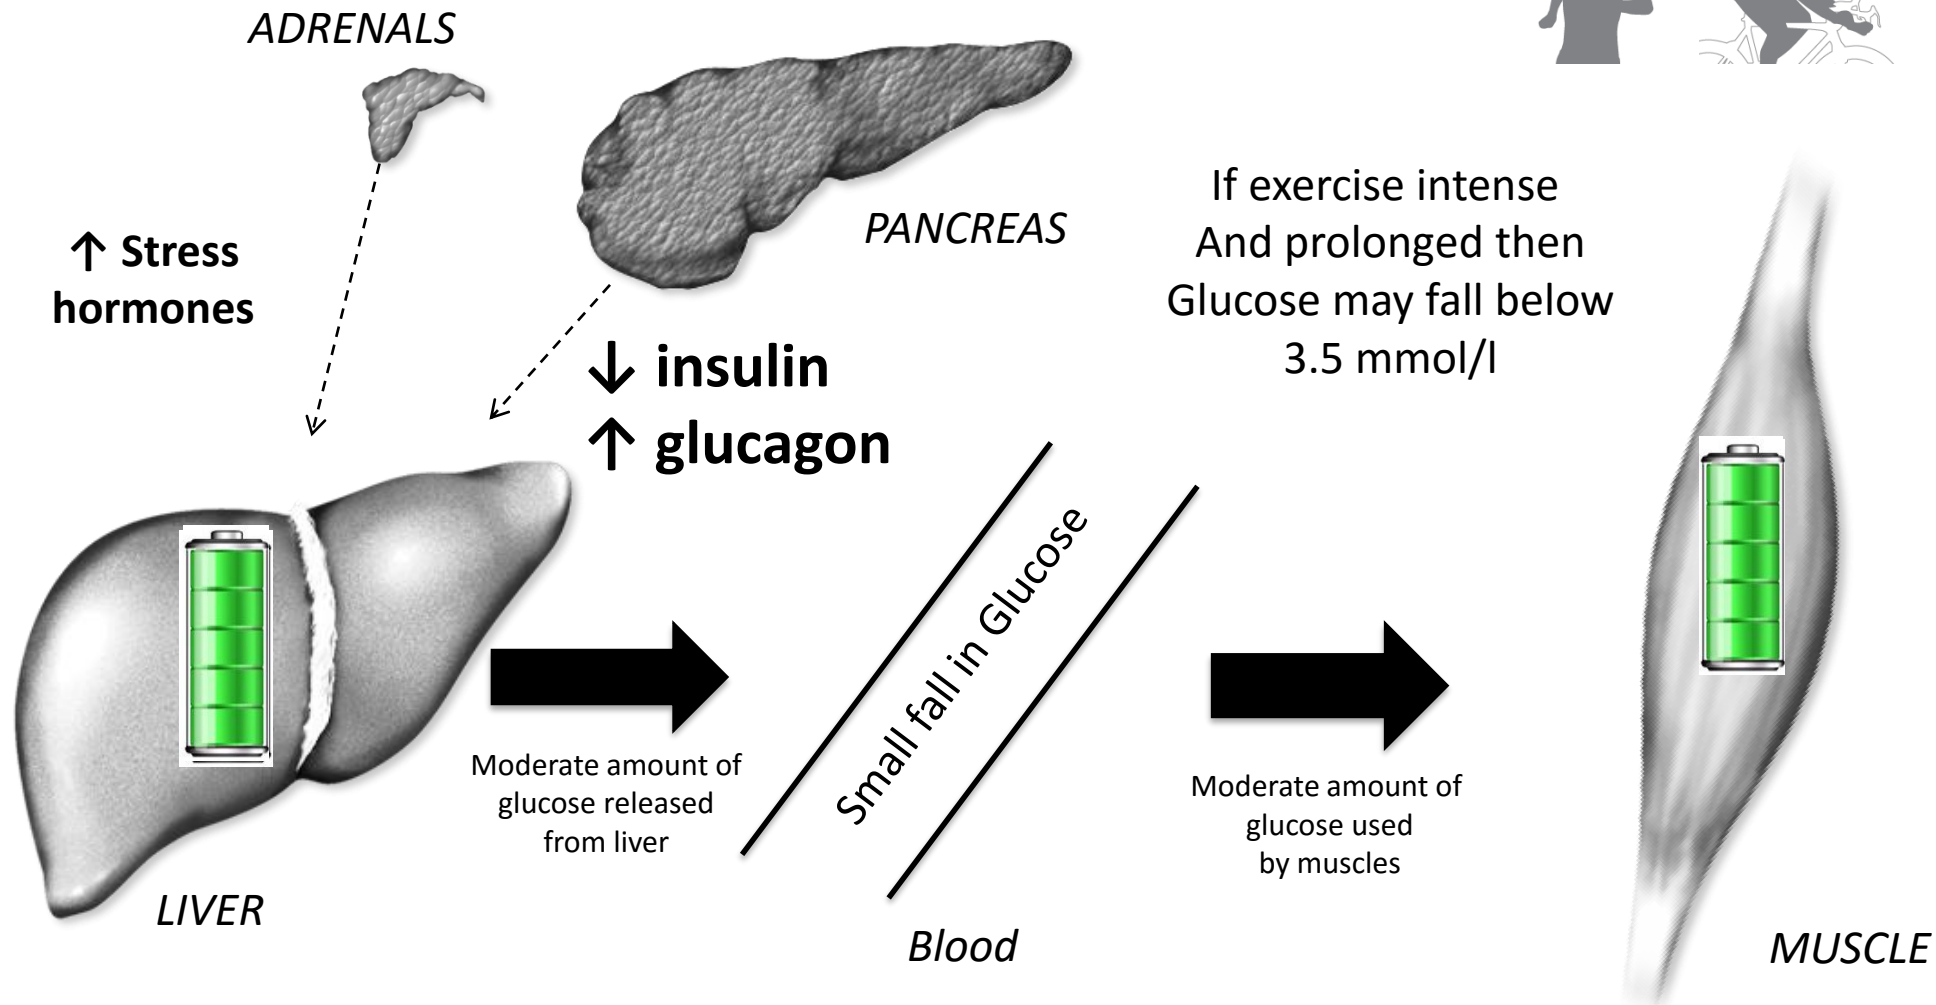 ADRENALS
↑ Stress
hormones
PANCREAS
↓ insulin
↑ glucagon
If exercise intense
And prolonged then
Glucose may fall below
3.5 mmol/l
LIVER
Moderate amount of
glucose released
from liver
Small fall in Glucose
Blood
Moderate amount of
glucose used
by muscles
MUSCLE